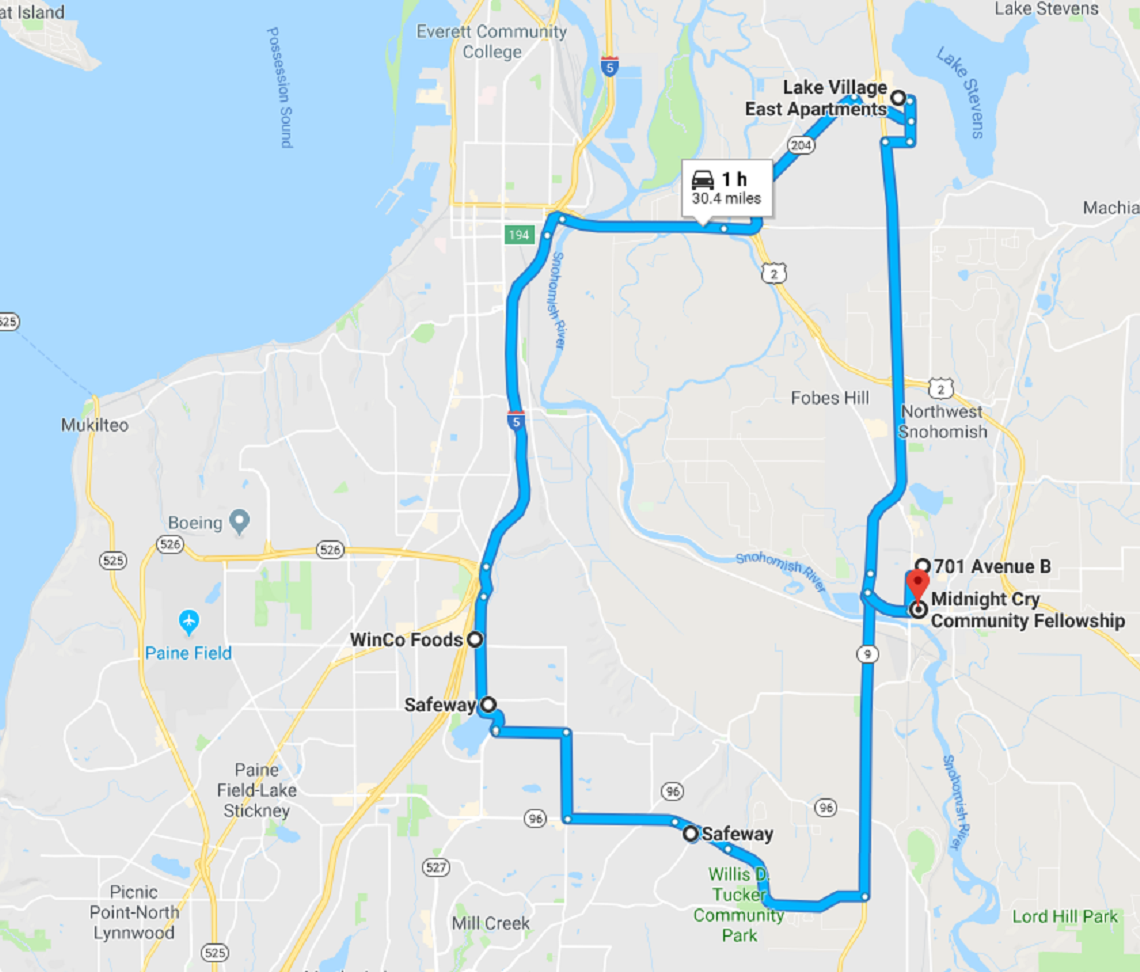 at Island
Everett Community
College
Possession Sound
5
Lake Stevens
Lake Stevens
Lake Village
East Apartments
204
1 h
30.4 miles
Machia
194
Snohomish River
2
525
Mukilteo
Fobes Hill
2
Northwest
Snohomish
5
Boeing
526
526
525
Snohomish River
701 Avenue B
Midnight Cry
Community Fellowship
Paine Field
WinCo Foods
9
Safeway
Paine
Field-Lake
Stickney
96
96
96
Safeway
Snohomish River
527
Willis D.
Tucker
Community
Park
Picnic
Point-North
Lynnwood
Mill Creek
Lord Hill Park
525